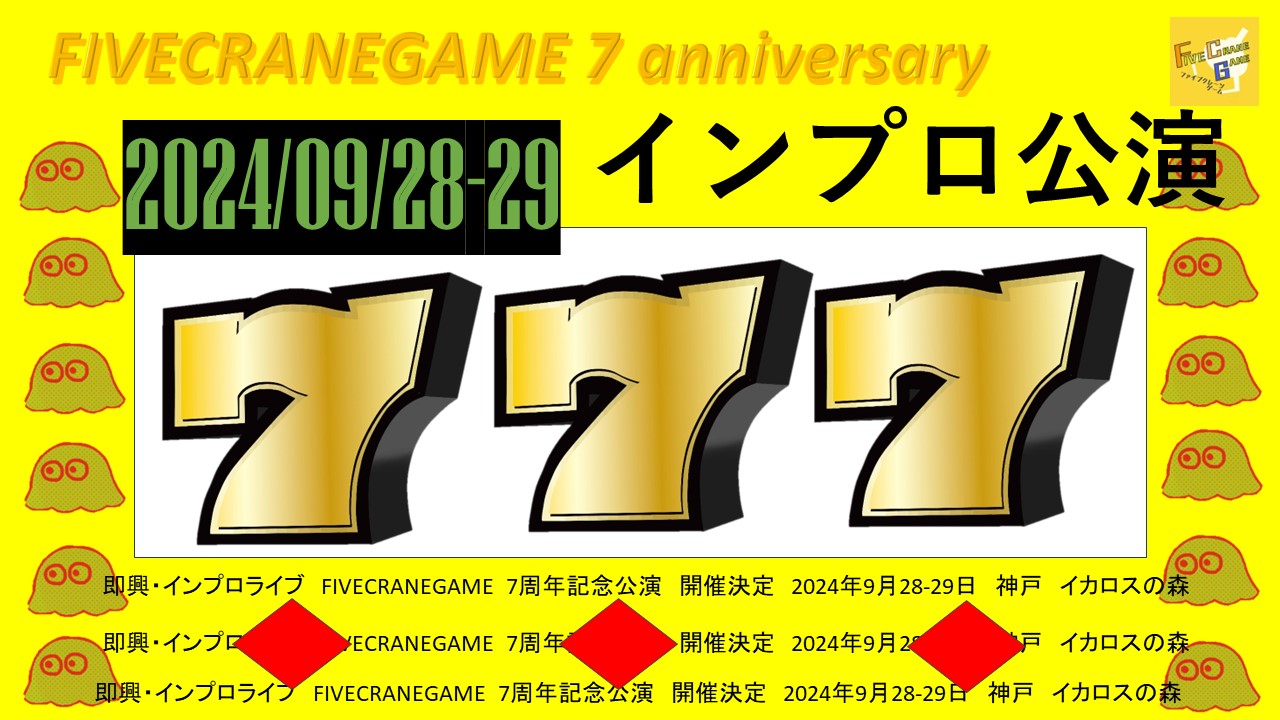 FIVECRANEGAME 7 anniversary
FIVE CRANE
GAME
ファイブクレーン
ゲーム
2024/09/28-29
インプロ公演
777
即興・インプロライブ FIVECRANEGAME 7周年記念公演 開催決定 2024年9月28-29日 神戸 イカロスの森
即興・インプロ ECRANEGAME 7周年 開催決定 2024年9月28 戸 イカロスの森
即興・インプロライブ FIVECRANEGAME 7周年記念公演 開催決定 2024年9月28-29日 神戸 イカロスの森